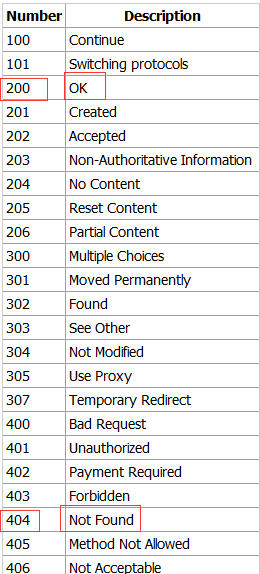 Number Description
100 Continue
101 Switching protocols
200 OK
201 Created
202 Accepted
203 Non-Authoritative Information
204 No Content
205 Reset Content
206 Partial Content
300 Multiple Choices
301 Moved Permanently
302 Found
303 See Other
304 Not Modified
305 Use Proxy
307 Temporary Redirect
400 Bad Request
401 Unauthorized
402 Payment Required
403 Forbidden
404 Not Found
405 Method Not Allowed
406 Not Acceptable